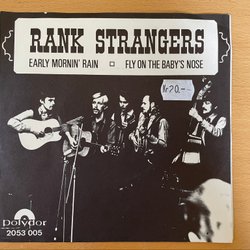 RANK STRANGERS
EARLY MORNIN' RAIN □ FLY ON THE BABY'S NOSE
Kr 20.--
polydor
2053 005